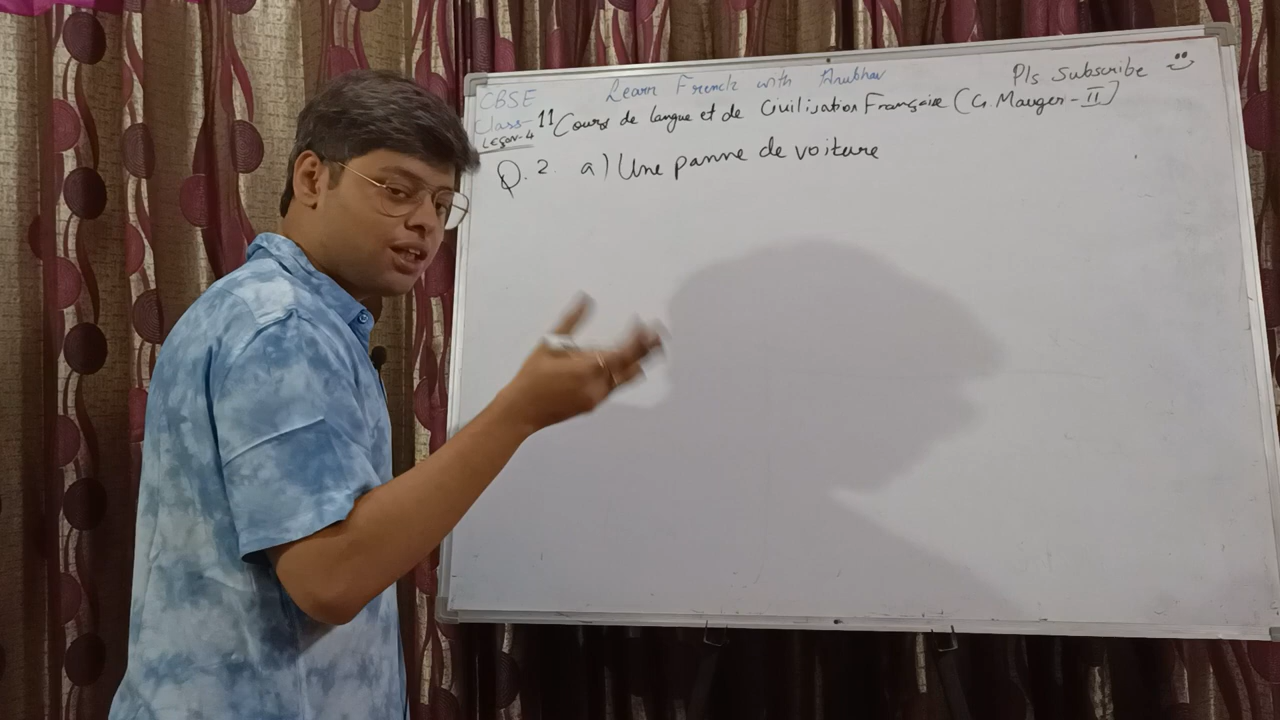 Learn French with Anubhav
Pls Subscribe
CBSE
Class-11 Cours de langue et de Civilisation Française (G. Mauger-II)
Leçon-4
Q.2. a) Une panne de voiture